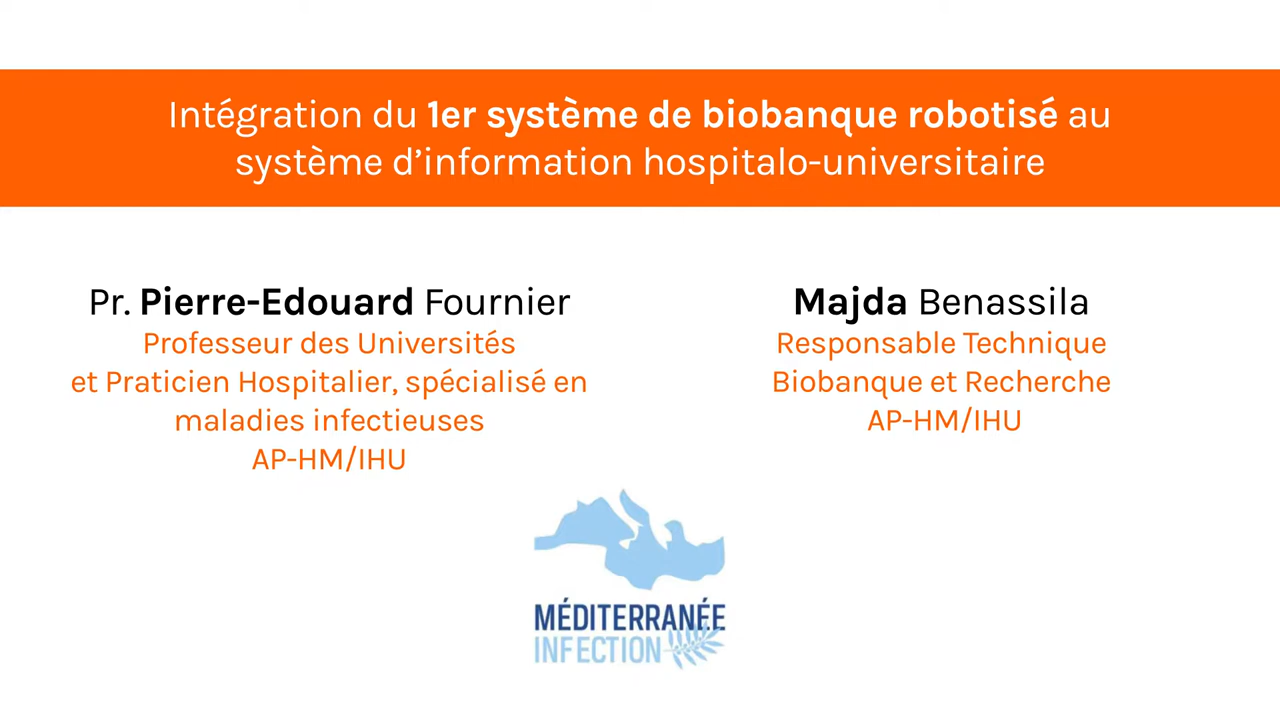 Intégration du 1er système de biobanque robotisé au
système d’information hospitalo-universitaire
Pr. Pierre-Edouard Fournier
Professeur des Universités
et Praticien Hospitalier, spécialisé en
maladies infectieuses
AP-HM/IHU
Majda Benassila
Responsable Technique
Biobanque et Recherche
AP-HM/IHU
MÉDITERRANÉE
INFECTION